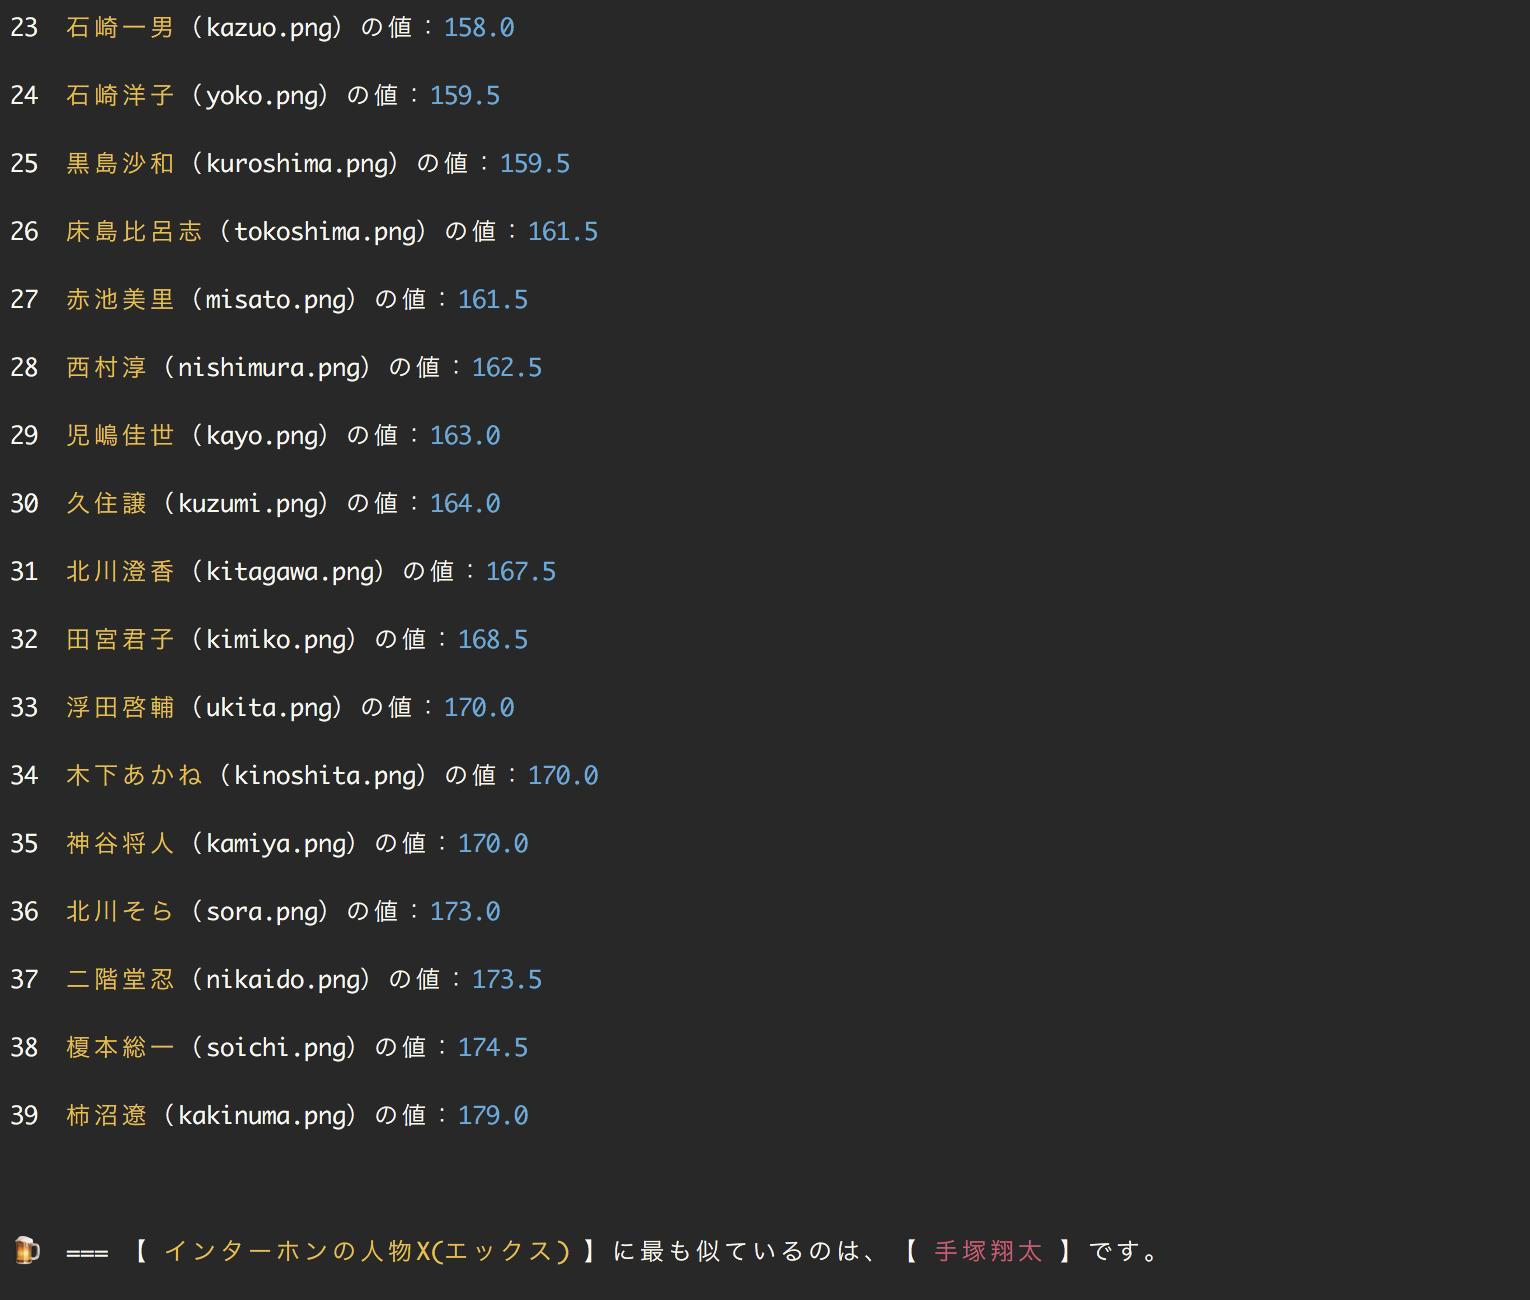 23 石崎一男（kazuo.png）の値：158.0
24 石崎洋子（yoko.png）の値：159.5
25 黒島沙和（kuroshima.png）の値：159.5
26 床島比呂志（tokoshima.png）の値：161.5
27 赤池美里（misato.png）の値：161.5
28 西村淳（nishimura.png）の値：162.5
29 児嶋佳世（kayo.png）の値：163.0
30 久住譲（kuzumi.png）の値：164.0
31 北川澄香（kitagawa.png）の値：167.5
32 田宮君子（kimiko.png）の値：168.5
33 浮田啓輔（ukita.png）の値：170.0
34 木下あかね（kinoshita.png）の値：170.0
35 神谷将人（kamiya.png）の値：170.0
36 北川そら（sora.png）の値：173.0
37 二階堂忍（nikaido.png）の値：173.5
38 榎本総一（soichi.png）の値：174.5
39 柿沼遼（kakinuma.png）の値：179.0
🍺 === 【 インターホンの人物X(エックス) 】に最も似ているのは、【 手塚翔太 】です。